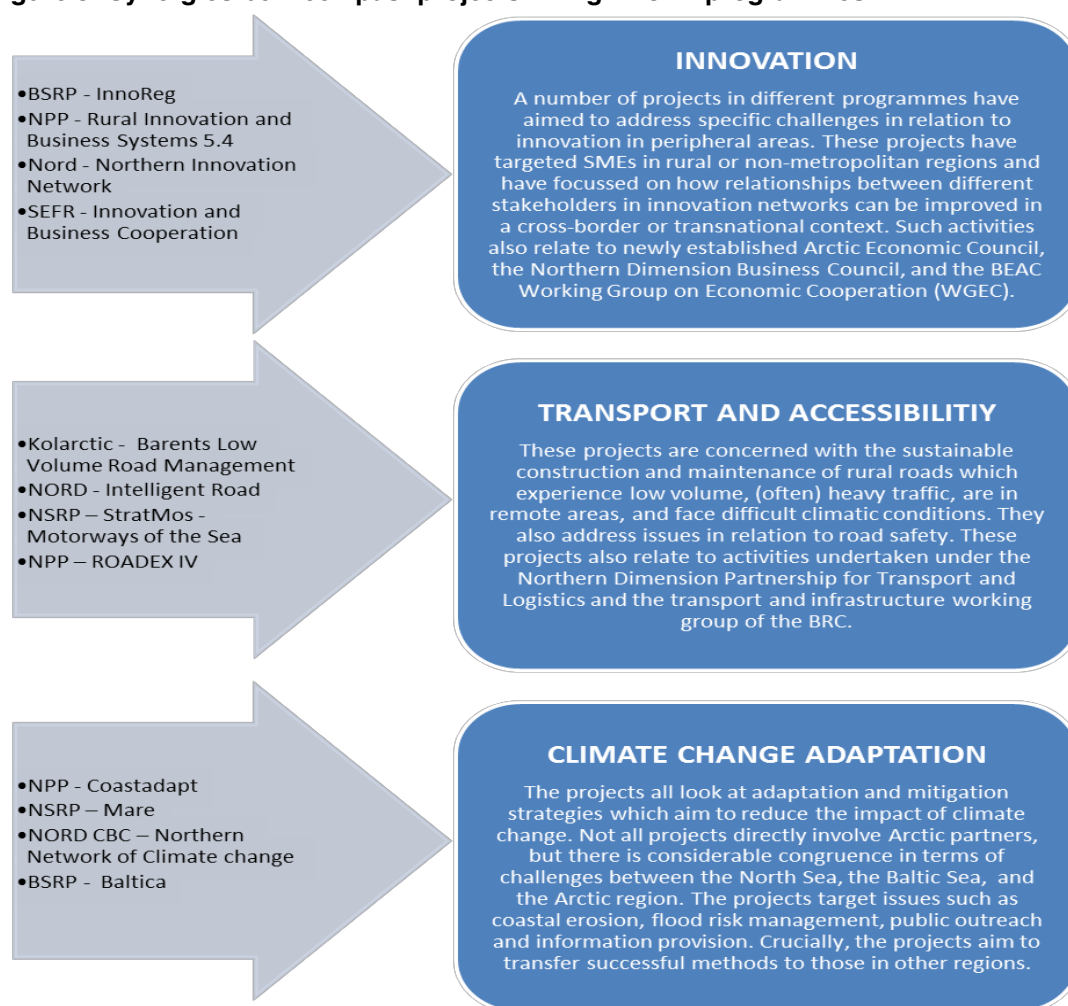 INNOVATION
•BSRP - InnoReg
•NPP - Rural Innovation and
Business Systems 5.4
•Nord - Northern Innovation
Network
•SEFR - Innovation and
Business Cooperation
A number of projects in different programmes have
aimed to address specific challenges in relation to
innovation in peripheral areas. These projects have
targeted SMEs in rural or non-metropolitan regions and
have focussed on how relationships between different
stakeholders in innovation networks can be improved in
a cross-border or transnational context. Such activities
also relate to newly established Arctic Economic Council,
the Northern Dimension Business Council, and the BEAC
Working Group on Economic Cooperation (WGEC).
•Kolarctic - Barents Low
Volume Road Management
•NORD - Intelligent Road
•NSRP – StratMos -
Motorways of the Sea
•NPP – ROADEX IV
TRANSPORT AND ACCESSIBILITIY
These projects are concerned with the sustainable
construction and maintenance of rural roads which
experience low volume, (often) heavy traffic, are in
remote areas, and face difficult climatic conditions. They
also address issues in relation to road safety. These
projects also relate to activities undertaken under the
Northern Dimension Partnership for Transport and
Logistics and the transport and infrastructure working
group of the BRC.
•NPP - Coastadapt
•NSRP – Mare
•NORD CBC – Northern
Network of Climate change
•BSRP - Baltica
CLIMATE CHANGE ADAPTATION
The projects all look at adaptation and mitigation
strategies which aim to reduce the impact of climate
change. Not all projects directly involve Arctic partners,
but there is considerable congruence in terms of
challenges between the North Sea, the Baltic Sea, and
the Arctic region. The projects target issues such as
coastal erosion, flood risk management, public outreach
and information provision. Crucially, the projects aim to
transfer successful methods to those in other regions.